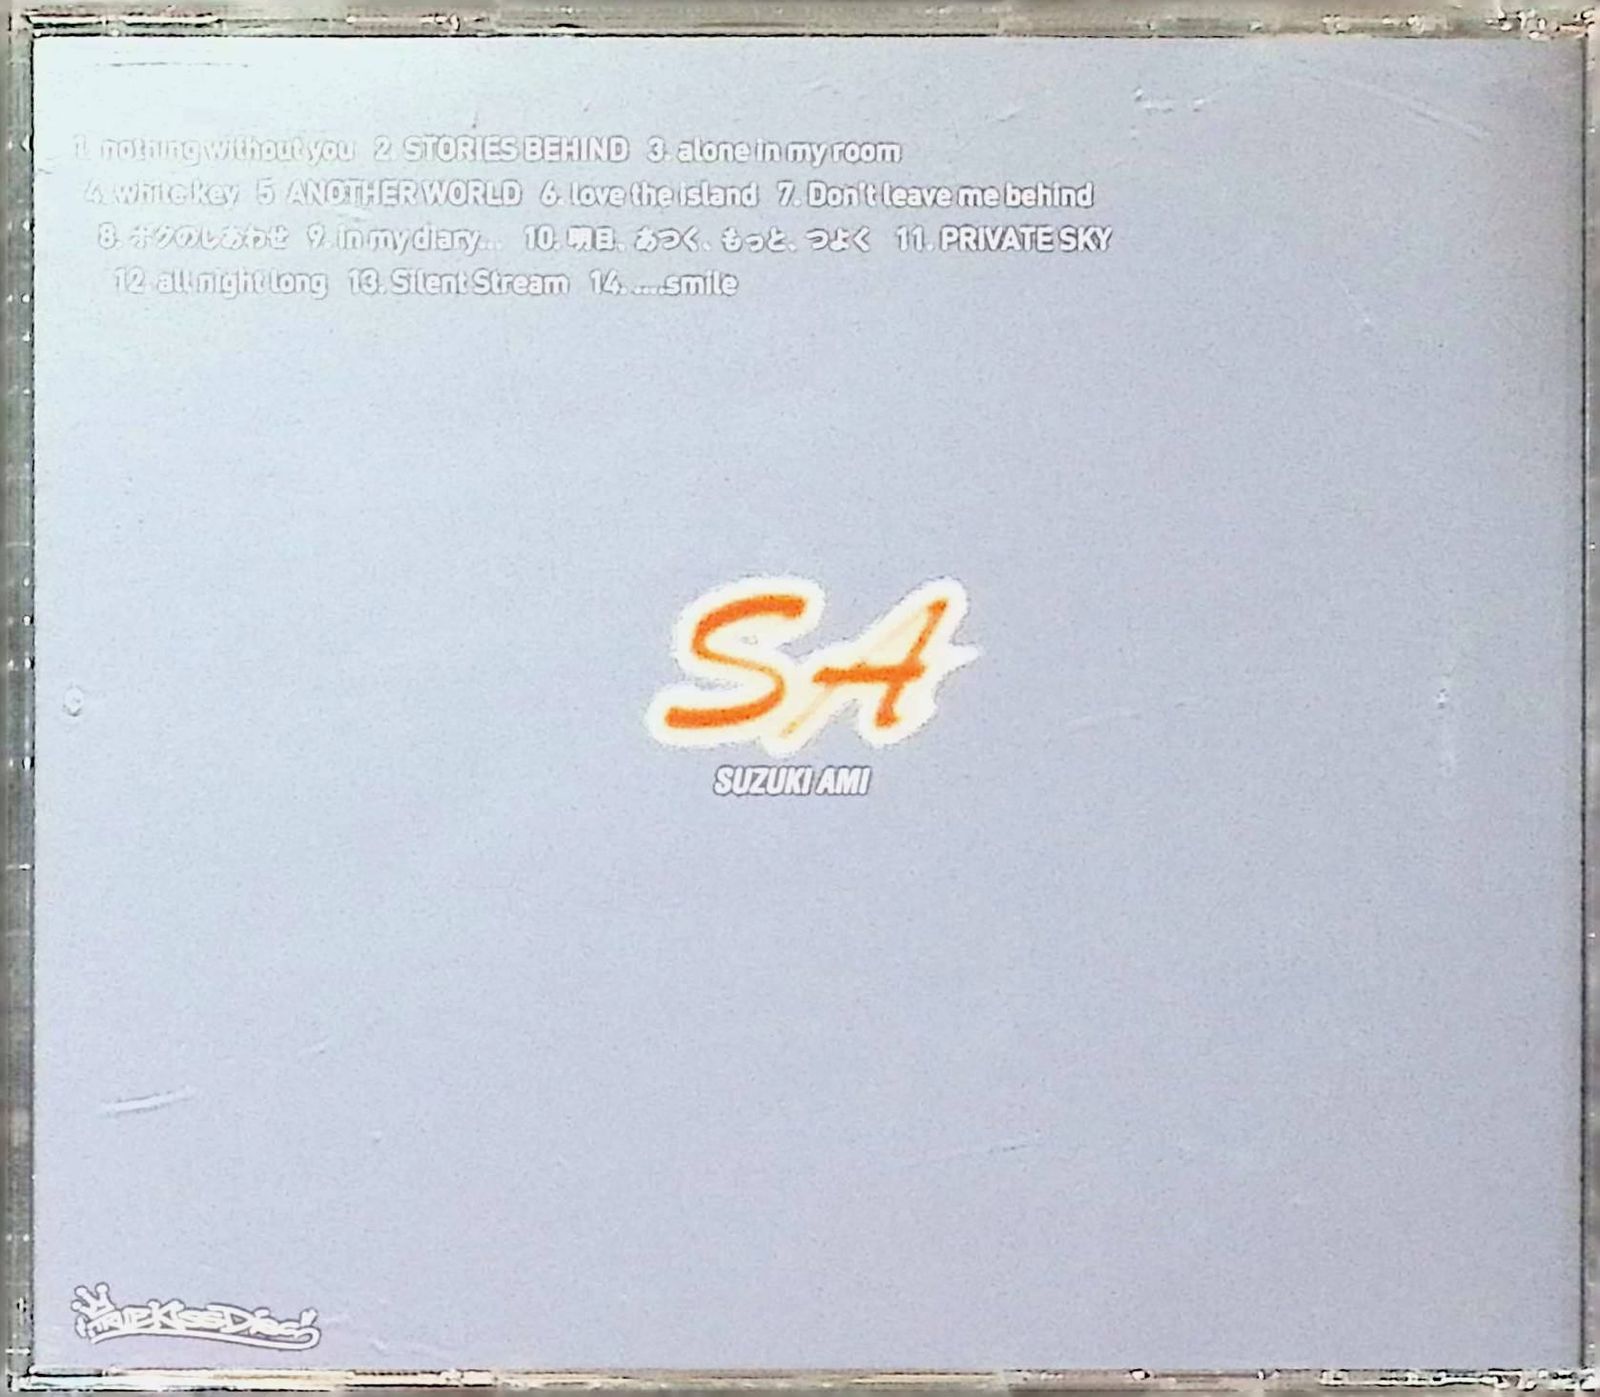 1. nothing without you 2. STORIES BEHIND 3. alone in my room
4. white key 5. ANOTHER WORLD 6. love the island 7. Don't leave me behind
8. ボクのしあわせ 9. in my diary... 10. 明日、あつく、もっと、つよく 11. PRIVATE SKY
12. all night long 13. Silent Stream 14. ....smile
SA
SUZUKI AMI
TRUEKiSSDiSC